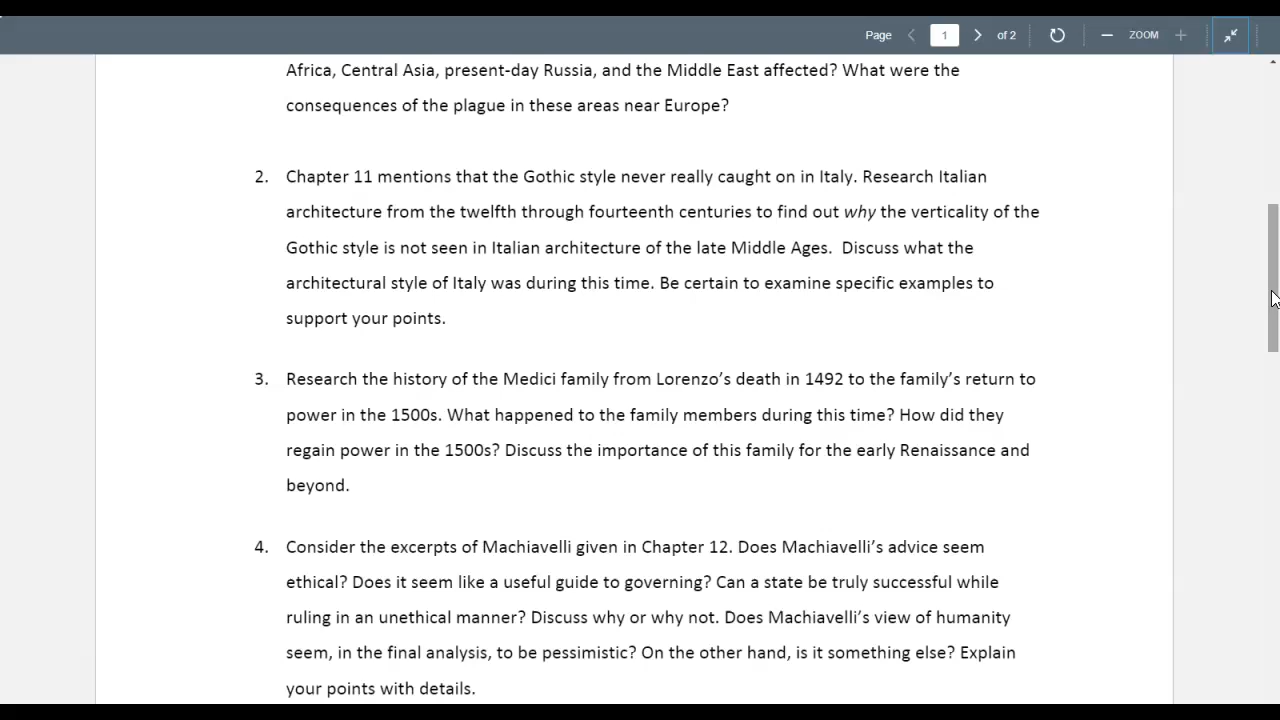 Page 1 of 2 ZOOM
Africa, Central Asia, present-day Russia, and the Middle East affected? What were the
consequences of the plague in these areas near Europe?
2. Chapter 11 mentions that the Gothic style never really caught on in Italy. Research Italian
architecture from the twelfth through fourteenth centuries to find out why the verticality of the
Gothic style is not seen in Italian architecture of the late Middle Ages.  Discuss what the
architectural style of Italy was during this time. Be certain to examine specific examples to
support your points.
3. Research the history of the Medici family from Lorenzo’s death in 1492 to the family’s return to
power in the 1500s. What happened to the family members during this time? How did they
regain power in the 1500s? Discuss the importance of this family for the early Renaissance and
beyond.
4. Consider the excerpts of Machiavelli given in Chapter 12. Does Machiavelli’s advice seem
ethical? Does it seem like a useful guide to governing? Can a state be truly successful while
ruling in an unethical manner? Discuss why or why not. Does Machiavelli’s view of humanity
seem, in the final analysis, to be pessimistic? On the other hand, is it something else? Explain
your points with details.